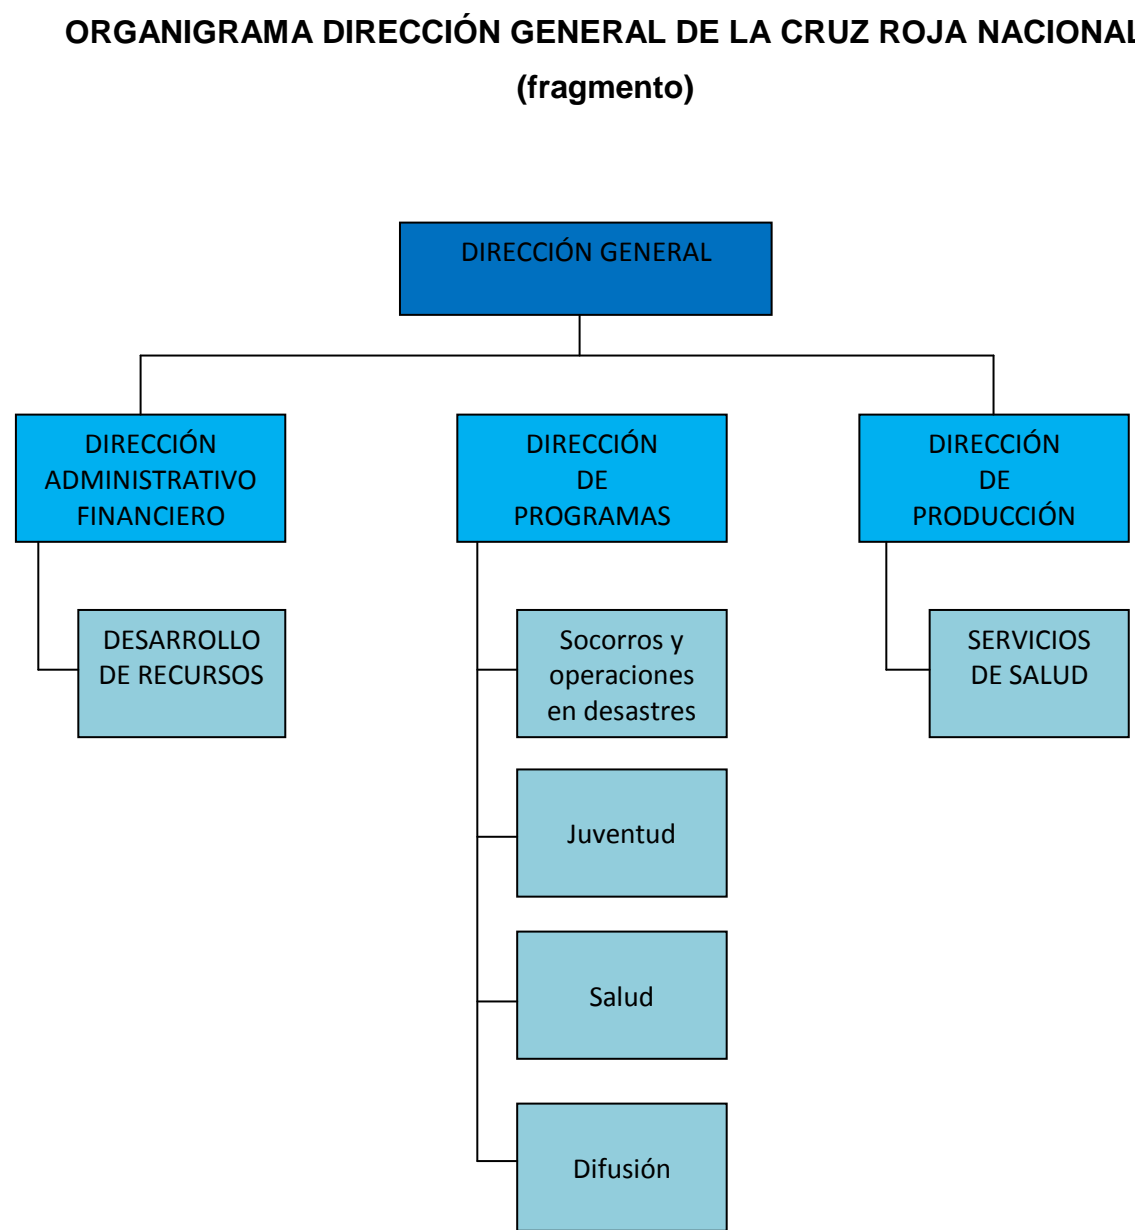 ORGANIGRAMA DIRECCIÓN GENERAL DE LA CRUZ ROJA NACIONAL
(fragmento)
DIRECCIÓN GENERAL
DIRECCIÓN
ADMINISTRATIVO
FINANCIERO
DIRECCIÓN
DE
PROGRAMAS
DIRECCIÓN
DE
PRODUCCIÓN
DESARROLLO
DE RECURSOS
Socorros y
operaciones
en desastres
SERVICIOS
DE SALUD
Juventud
Salud
Difusión